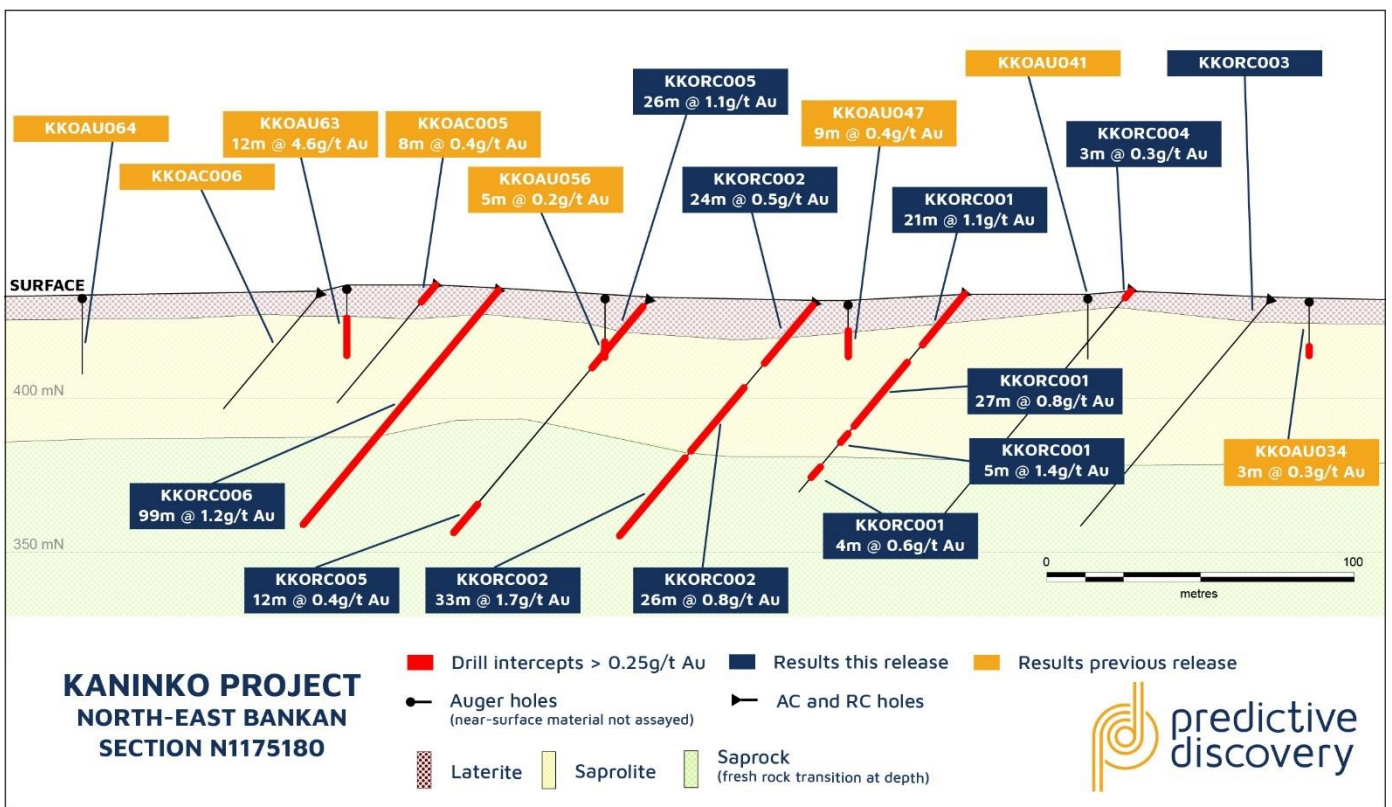 KKOAU064
KKOAC006
KKOAU63
12m @ 4.6g/t Au
KKOAC005
8m @ 0.4g/t Au
KKOAU056
5m @ 0.2g/t Au
KKORC005
26m @ 1.1g/t Au
KKORC002
24m @ 0.5g/t Au
KKOAU047
9m @ 0.4g/t Au
KKORC001
21m @ 1.1g/t Au
KKOAU041
KKORC004
3m @ 0.3g/t Au
KKORC003
SURFACE
400 mN
350 mN
KKORC006
99m @ 1.2g/t Au
KKORC005
12m @ 0.4g/t Au
KKORC002
33m @ 1.7g/t Au
KKORC002
26m @ 0.8g/t Au
KKORC001
27m @ 0.8g/t Au
KKORC001
5m @ 1.4g/t Au
KKORC001
4m @ 0.6g/t Au
KKOAU034
3m @ 0.3g/t Au
0 100
metres
KANINKO PROJECT
NORTH-EAST BANKAN
SECTION N1175180
Drill intercepts > 0.25g/t Au
Results this release
Results previous release
Auger holes
(near-surface material not assayed)
AC and RC holes
Laterite
Saprolite
Saprock
(fresh rock transition at depth)
predictive
discovery